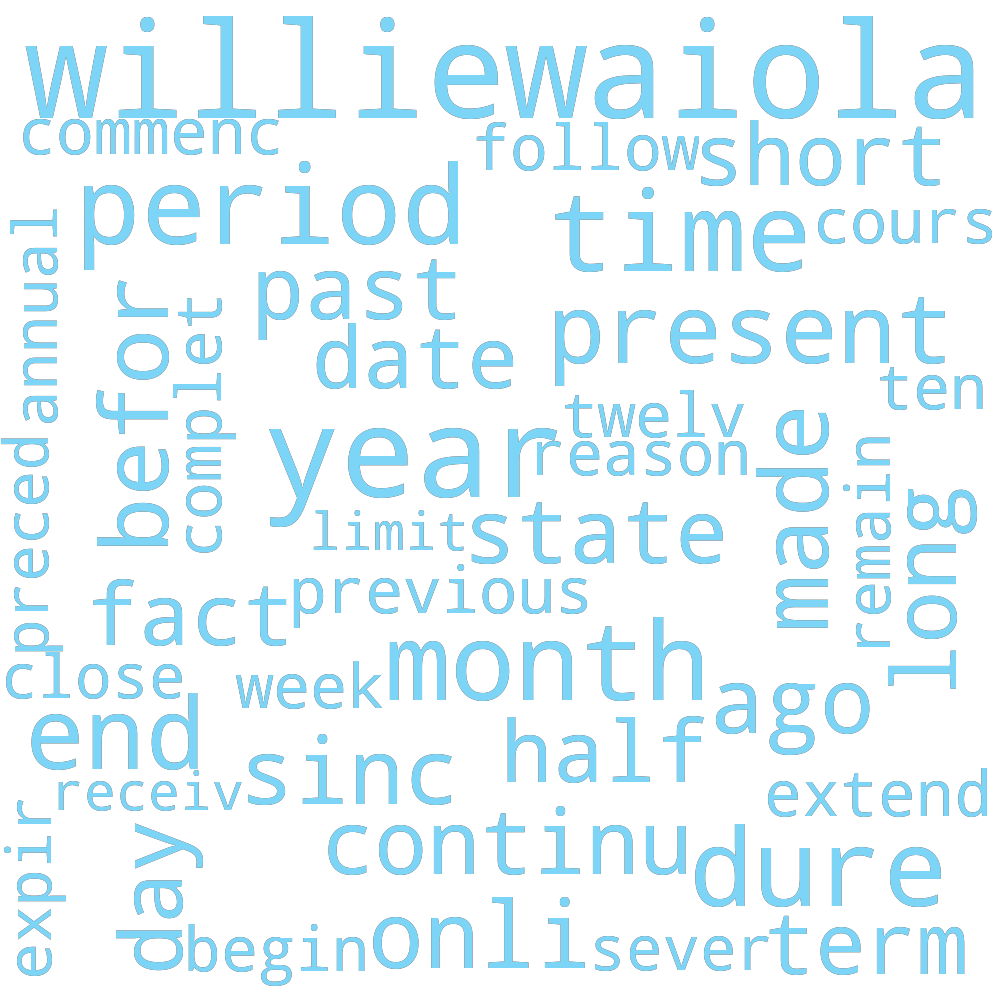 williewaiola
commenc
follow
short
period
time
cours
annual
past
befor
complet
present
date
ten
twelv
year
reason
made
preced
remain
long
limit
state
previous
fact
month
close
week
ago
end
half
sinc
receiv
extend
expir
continu
day
dure
onli
begin
sever
term